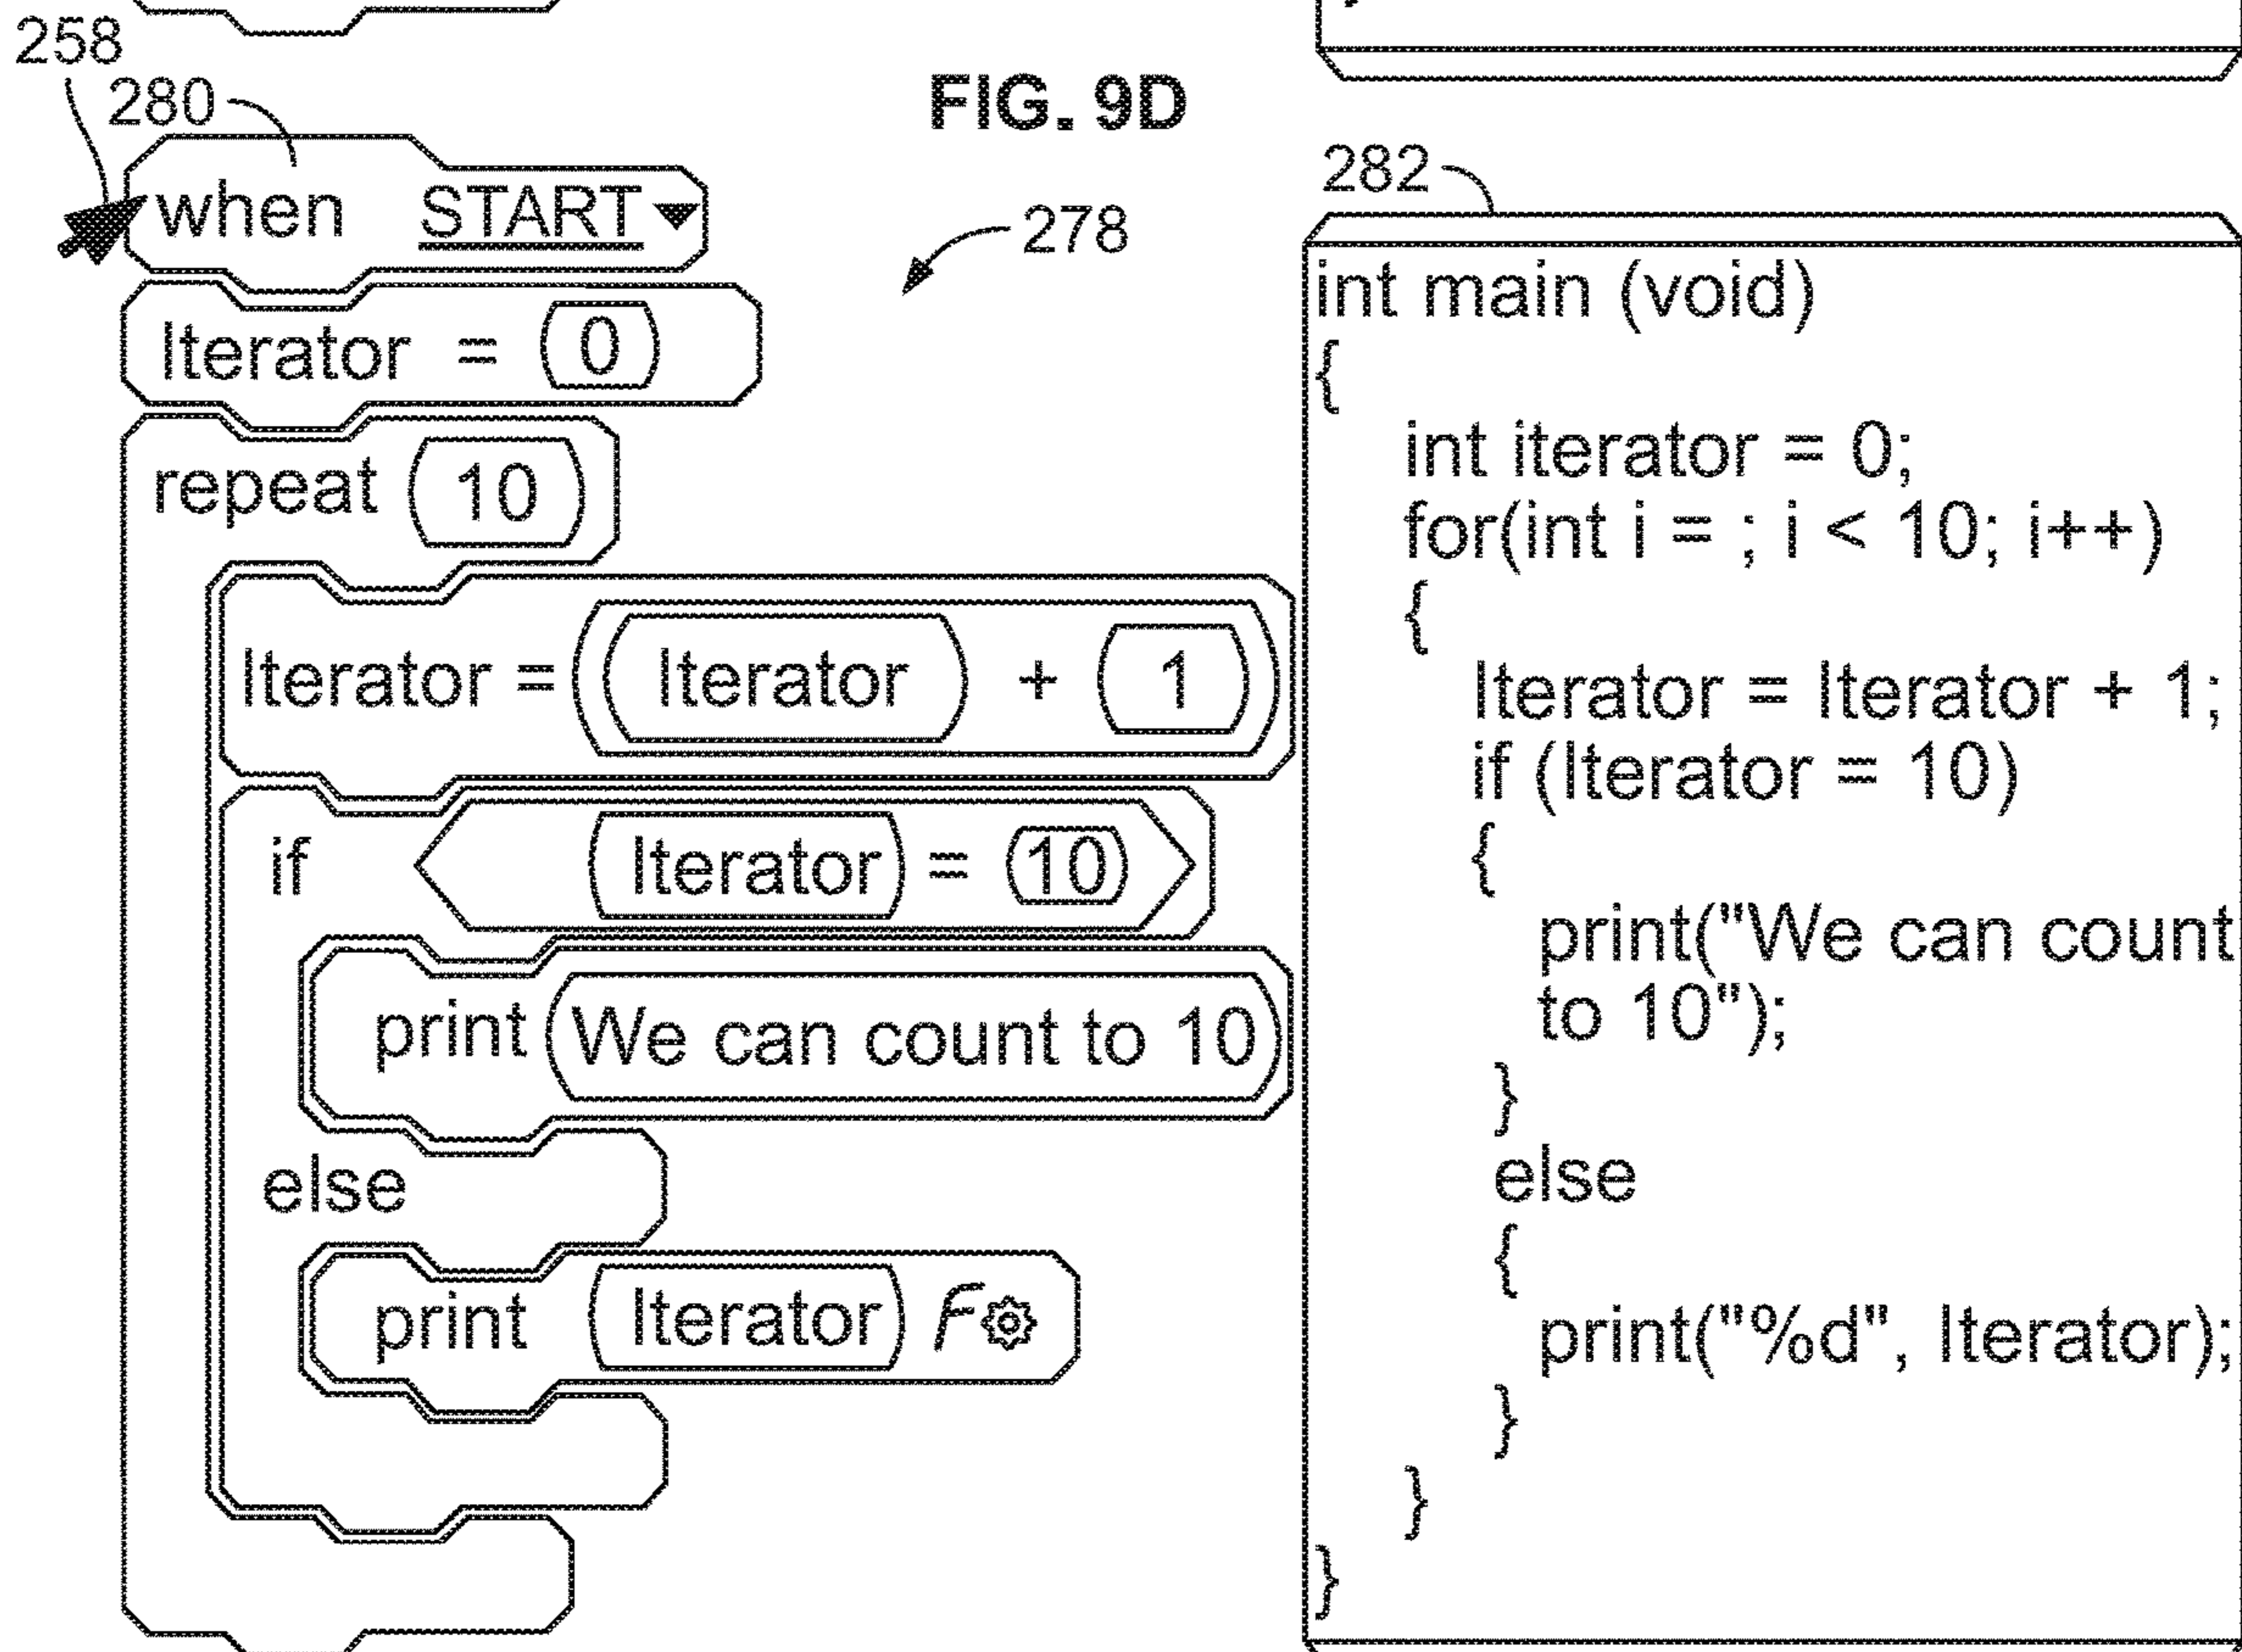 258
280
FIG. 9D
when START
278
Iterator = 0
repeat 10
Iterator = Iterator + 1
if Iterator = 10
print We can count to 10
else
print Iterator F
282
int main (void)
{
int iterator = 0;
for(int i = ; i < 10; i++)
{
Iterator = Iterator + 1;
if (Iterator = 10)
{
print("We can count
to 10");
}
else
{
print("%d", Iterator);
}
}
}